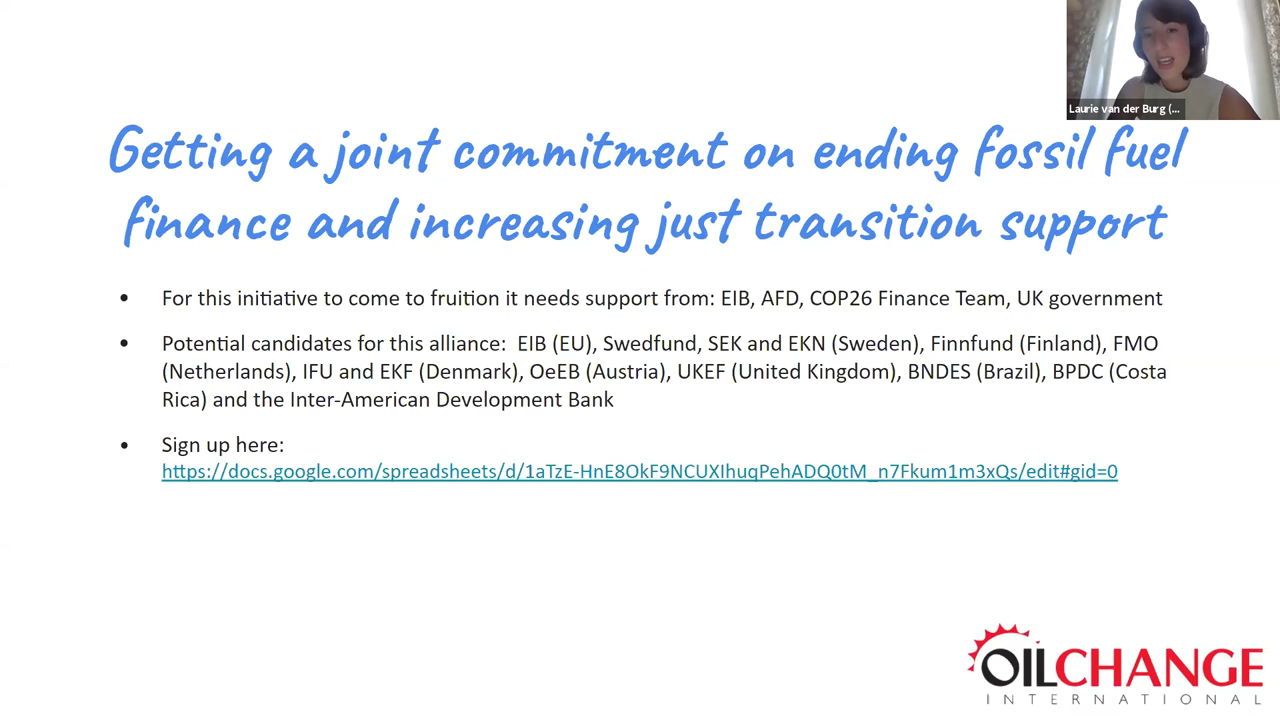 Laurie van der Burg (...
Getting a joint commitment on ending fossil fuel
finance and increasing just transition support
• For this initiative to come to fruition it needs support from: EIB, AFD, COP26 Finance Team, UK government
• Potential candidates for this alliance: EIB (EU), Swedfund, SEK and EKN (Sweden), Finnfund (Finland), FMO
(Netherlands), IFU and EKF (Denmark), OeEB (Austria), UKEF (United Kingdom), BNDES (Brazil), BPDC (Costa
Rica) and the Inter-American Development Bank
• Sign up here:
https://docs.google.com/spreadsheets/d/1aTzE-HnE8OkF9NCUXIhuqPehADQ0tM_n7Fkum1m3xQs/edit#gid=0
OILCHANGE
INTERNATIONAL